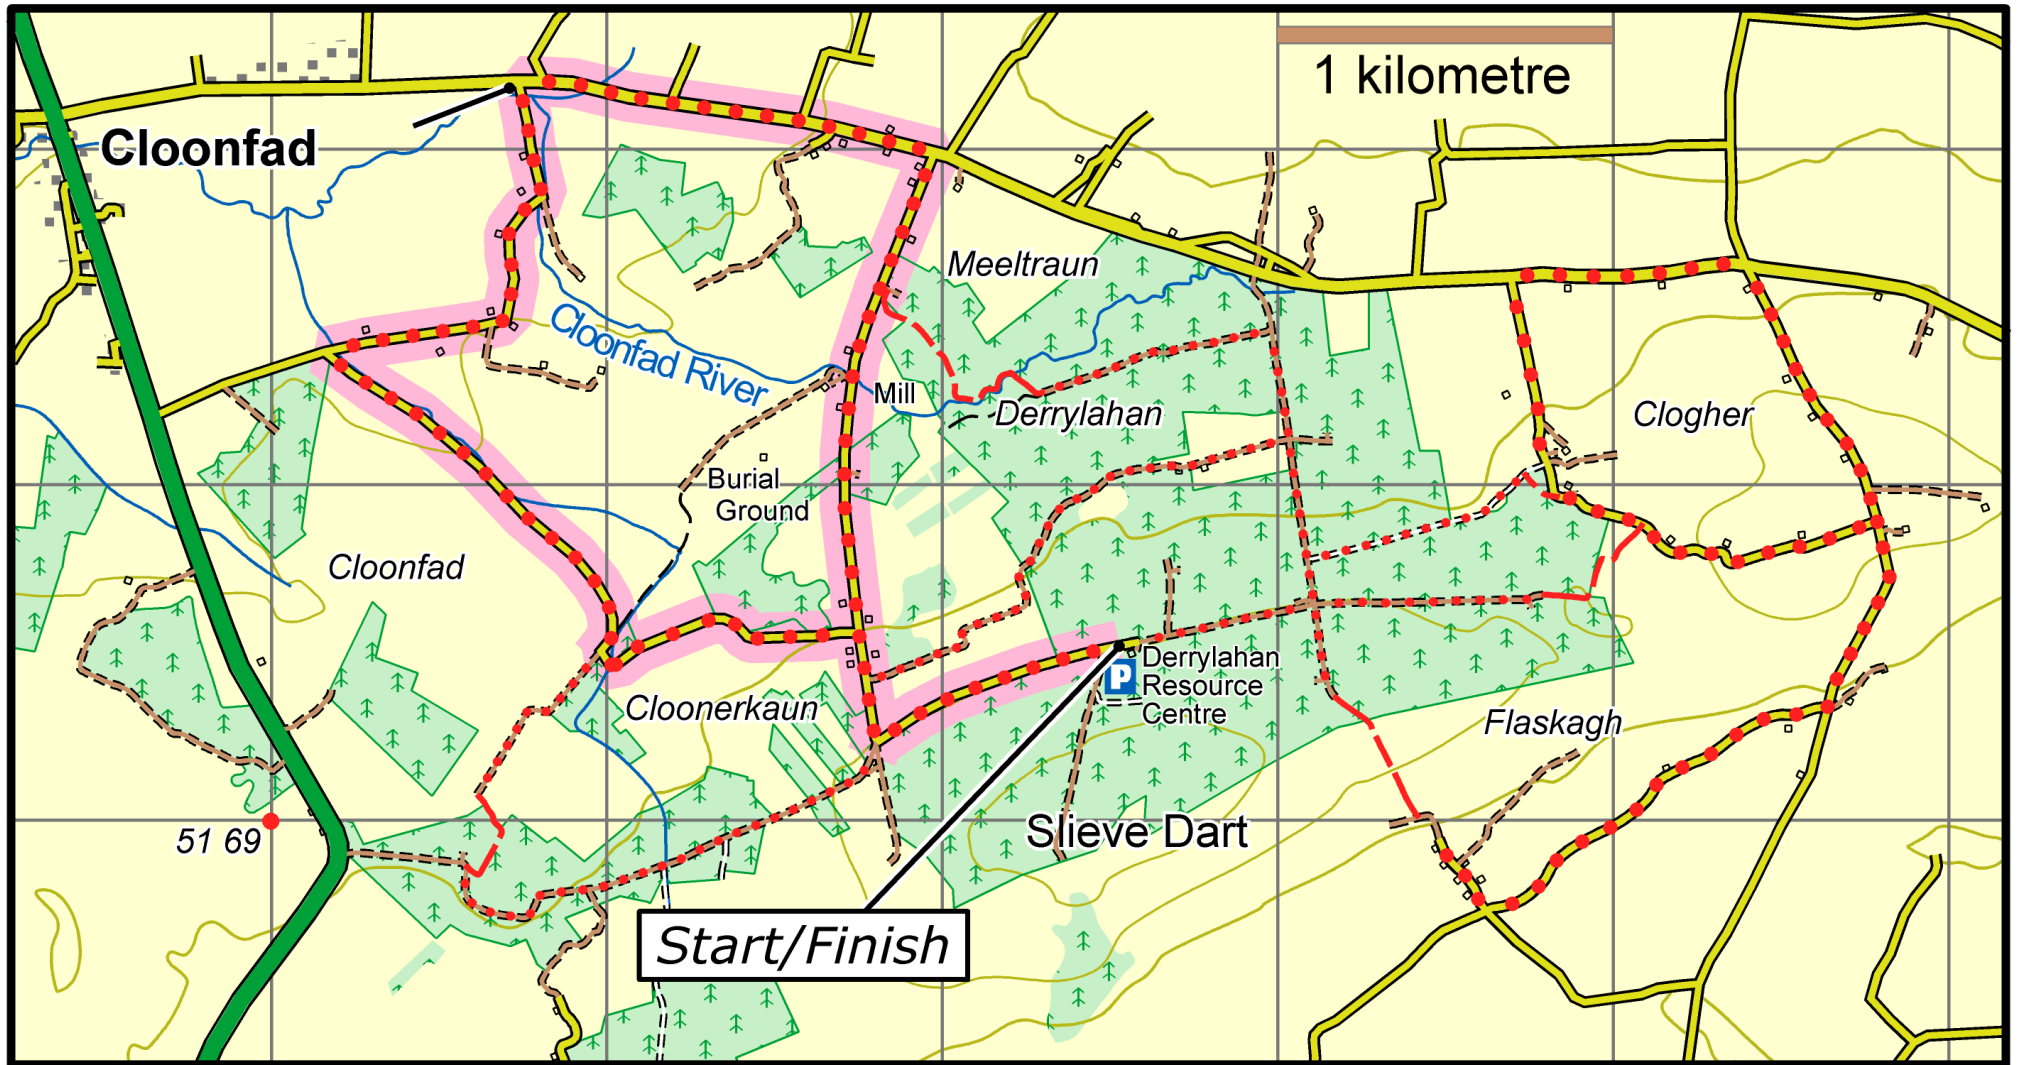 1 kilometre
Cloonfad
Meeltraun
Cloonfad River
Mill
Derrylahan
Clogher
Burial
Ground
Cloonfad
Cloonerkaun
P
Derrylahan
Resource
Centre
Flaskagh
51 69
Slieve Dart
Start/Finish